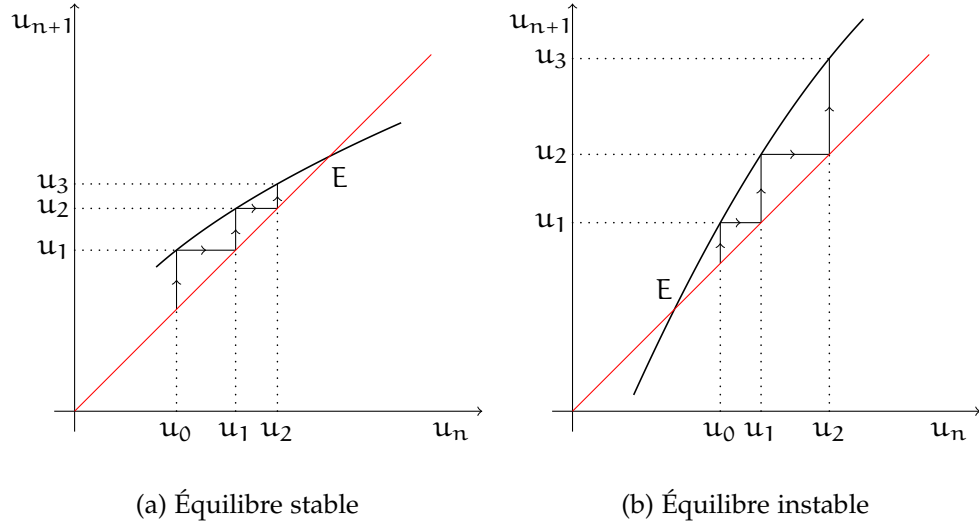 uₙ₊₁
u₃
u₂
u₁
E
u₀ u₁ u₂ uₙ
(a) Équilibre stable
uₙ₊₁
u₃
u₂
u₁
E
u₀ u₁ u₂ uₙ
(b) Équilibre instable